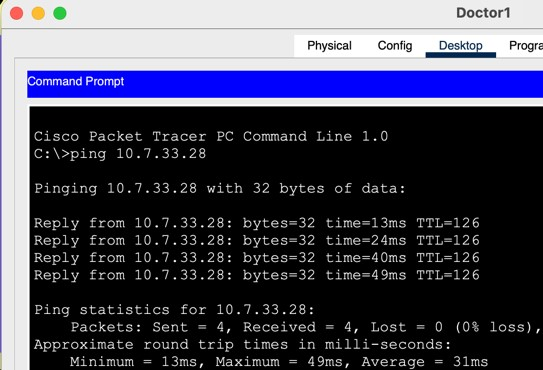 Doctor1
Physical Config Desktop
Command Prompt
Cisco Packet Tracer PC Command Line 1.0
C:\>ping 10.7.33.28
Pinging 10.7.33.28 with 32 bytes of data:
Reply from 10.7.33.28: bytes=32 time=13ms TTL=126
Reply from 10.7.33.28: bytes=32 time=24ms TTL=126
Reply from 10.7.33.28: bytes=32 time=40ms TTL=126
Reply from 10.7.33.28: bytes=32 time=49ms TTL=126
Ping statistics for 10.7.33.28:
Packets: Sent = 4, Received = 4, Lost = 0 (0% loss),
Approximate round trip times in milli-seconds:
Minimum = 13ms, Maximum = 49ms, Average = 31ms